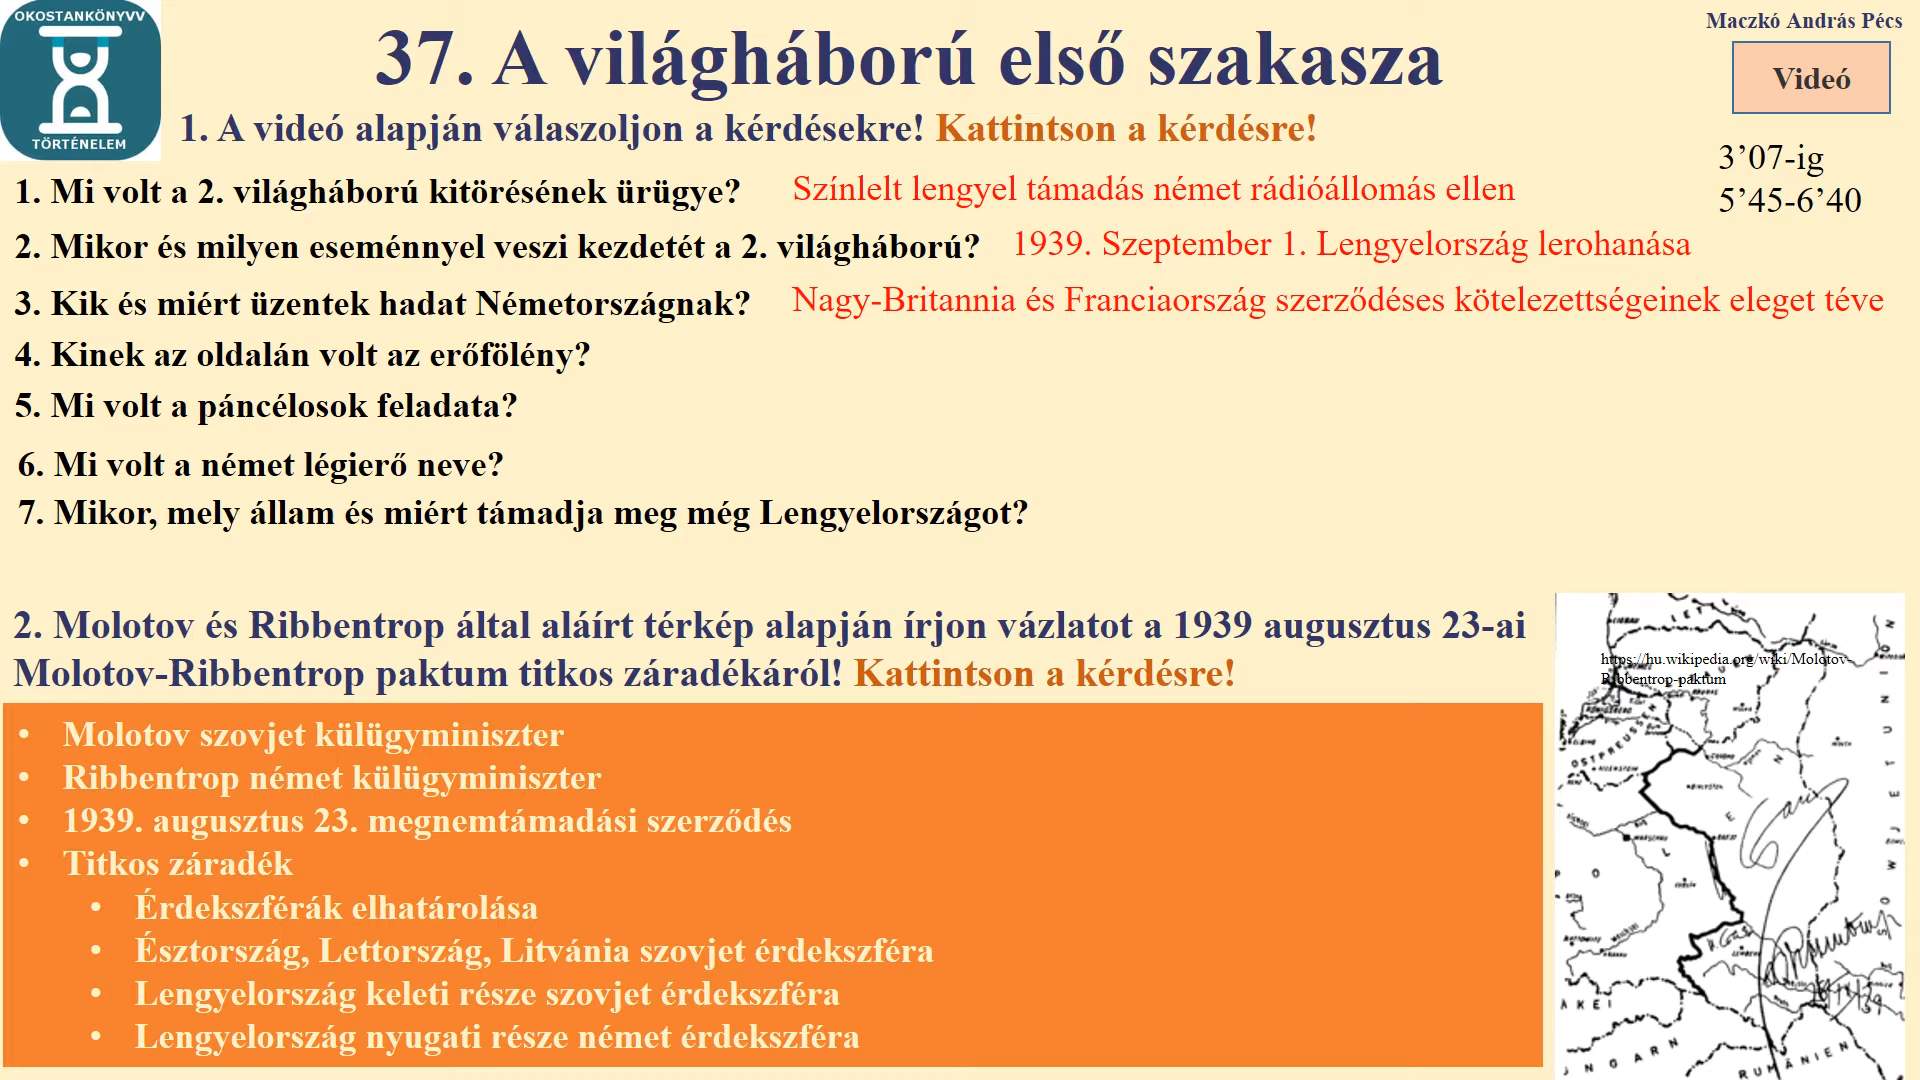 OKOSTANKÖNYVV
TÖRTÉNELEM
37. A világháború első szakasza
Maczkó András Pécs
Videó
1. A videó alapján válaszoljon a kérdésekre! Kattintson a kérdésre!
3’07-ig
5’45-6’40
1. Mi volt a 2. világháború kitörésének ürügye? Színlelt lengyel támadás német rádióállomás ellen
2. Mikor és milyen eseménnyel veszi kezdetét a 2. világháború? 1939. Szeptember 1. Lengyelország lerohanása
3. Kik és miért üzentek hadat Németországnak? Nagy-Britannia és Franciaország szerződéses kötelezettségeinek eleget téve
4. Kinek az oldalán volt az erőfölény?
5. Mi volt a páncélosok feladata?
6. Mi volt a német légierő neve?
7. Mikor, mely állam és miért támadja meg még Lengyelországot?
2. Molotov és Ribbentrop által aláírt térkép alapján írjon vázlatot a 1939 augusztus 23-ai
Molotov-Ribbentrop paktum titkos záradékáról! Kattintson a kérdésre!
• Molotov szovjet külügyminiszter
• Ribbentrop német külügyminiszter
• 1939. augusztus 23. megnemtámadási szerződés
• Titkos záradék
• Érdekszférák elhatárolása
• Észtország, Lettország, Litvánia szovjet érdekszféra
• Lengyelország keleti része szovjet érdekszféra
• Lengyelország nyugati része német érdekszféra
https://hu.wikipedia.org/wiki/Molotov-
Ribbentrop-paktum
OSTPREUSSEN
WARSCHAU
SOWJETUNION
UNGARN
RUMÄNIEN